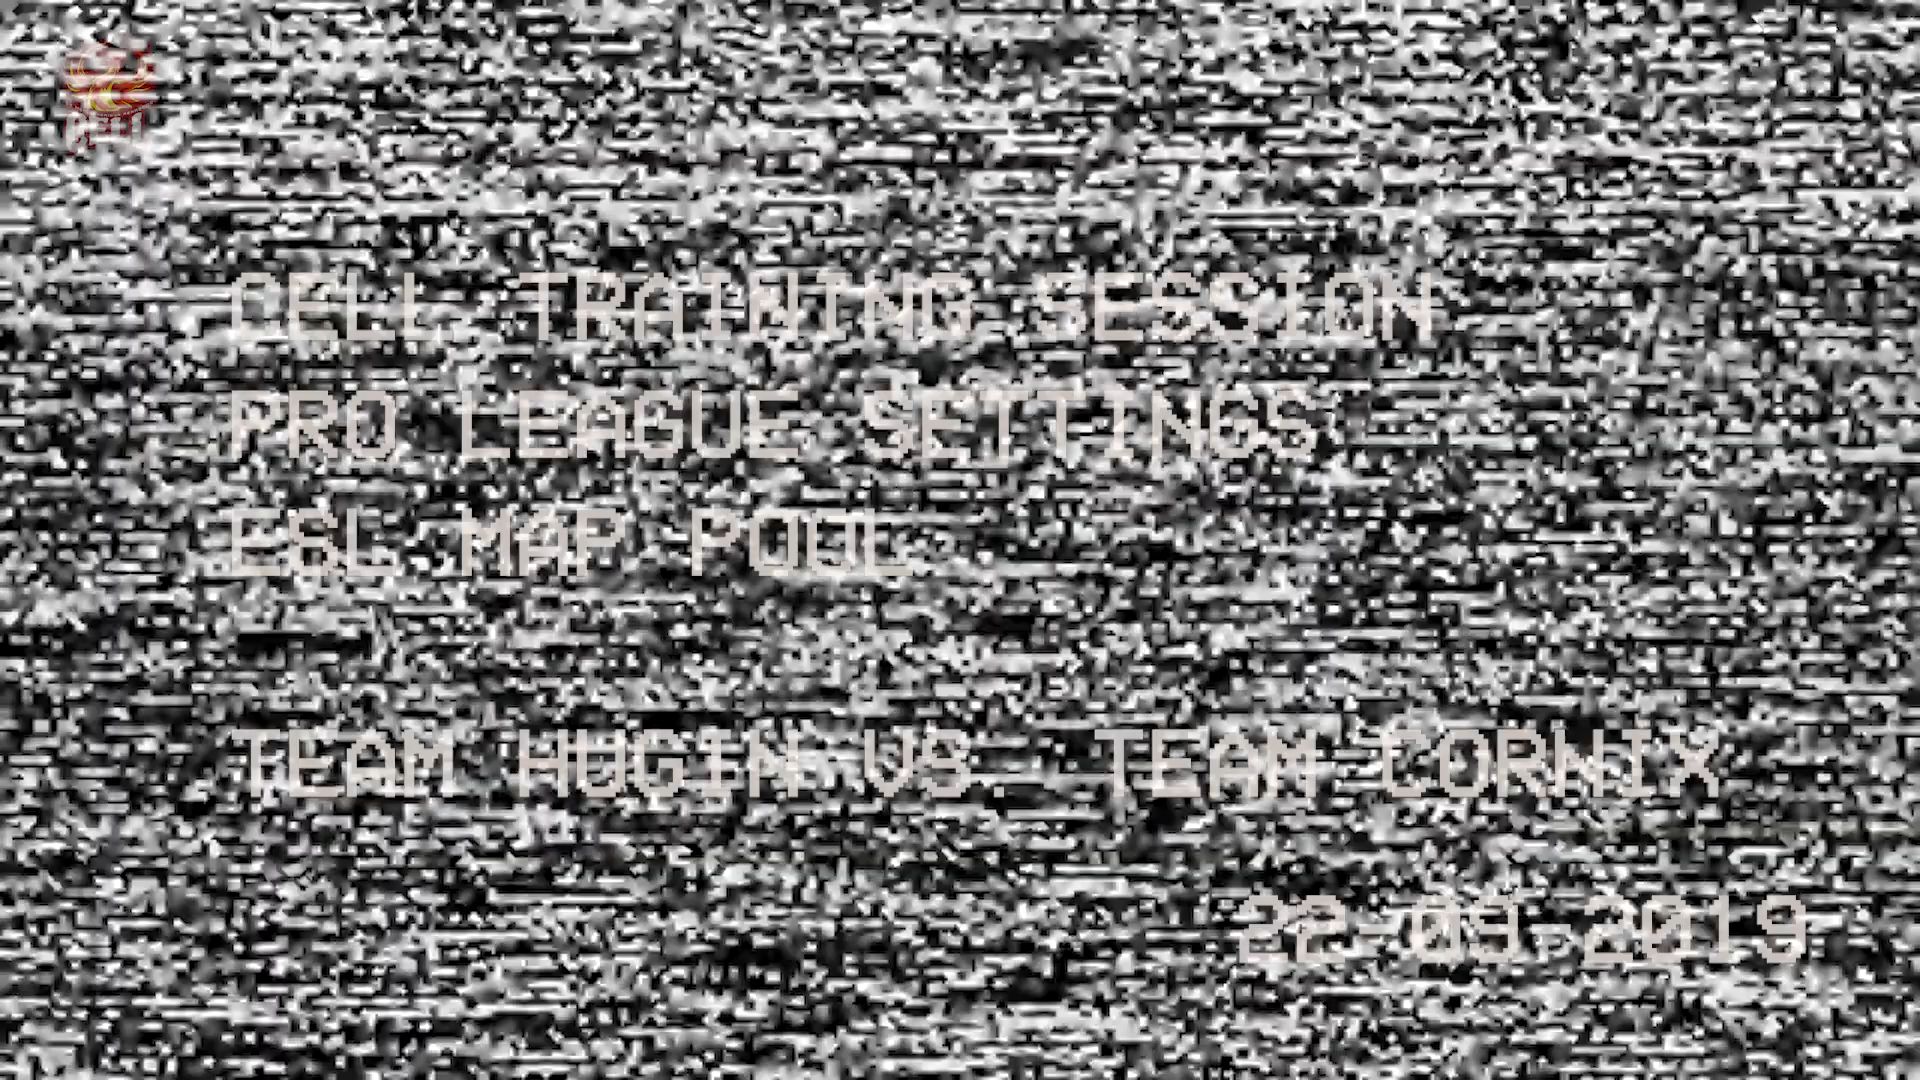 CELL TRAINING SESSION
PRO LEAGUE SETTINGS
ESL MAP POOL
TEAM HUGIN VS. TEAM CORNIX
22-09-2019